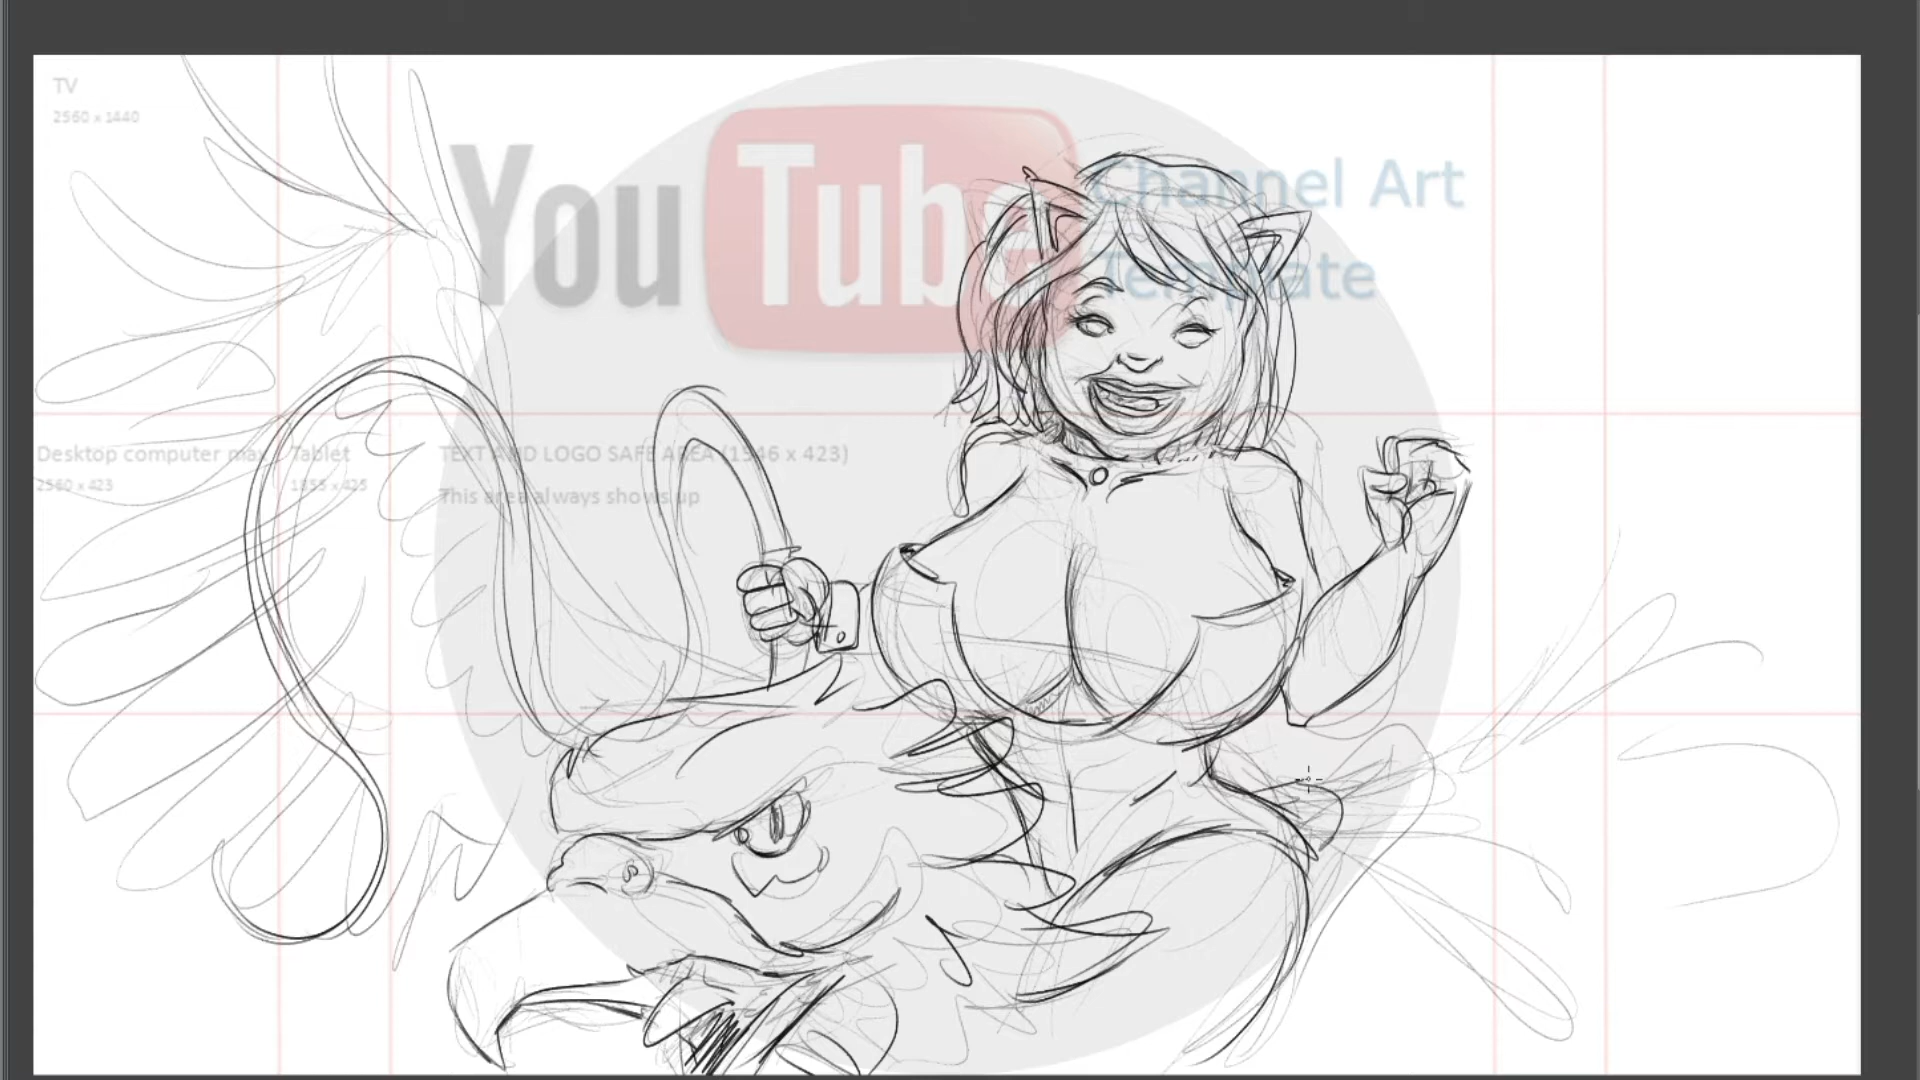 TV
2560 x 1440
YouTube
Channel Art
Template
Desktop computer max
Tablet
TEXT AND LOGO SAFE AREA (1546 x 423)
2560 x 423
1855 x 425
This area always shows up